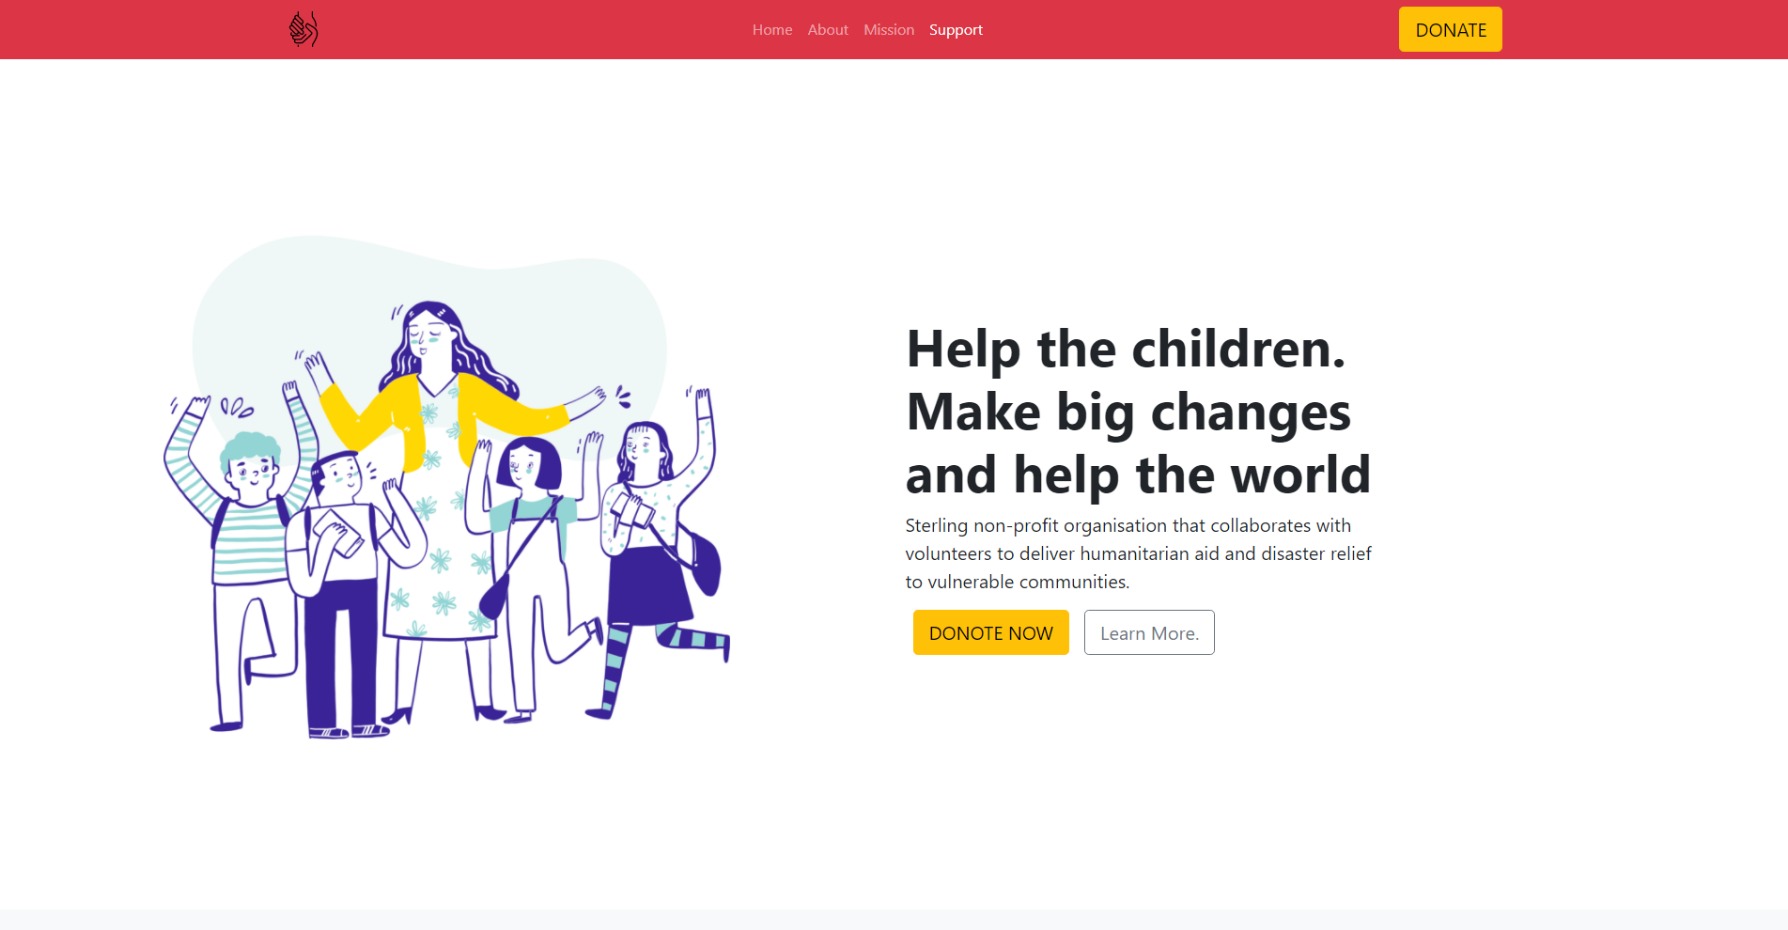 Home About Mission Support DONATE
Help the children.
Make big changes
and help the world
Sterling non-profit organisation that collaborates with
volunteers to deliver humanitarian aid and disaster relief
to vulnerable communities.
DONOTE NOW Learn More.